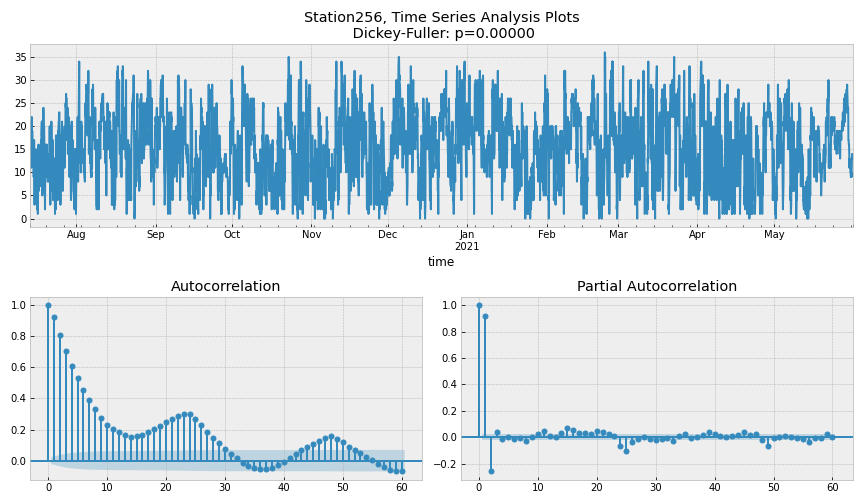 Station256, Time Series Analysis Plots
Dickey-Fuller: p=0.00000
35
30
25
20
15
10
5
0
Aug Sep Oct Nov Dec Jan Feb Mar Apr May
2021
time
Autocorrelation
1.0
0.8
0.6
0.4
0.2
0.0
0 10 20 30 40 50 60
Partial Autocorrelation
1.0
0.8
0.6
0.4
0.2
0.0
−0.2
0 10 20 30 40 50 60